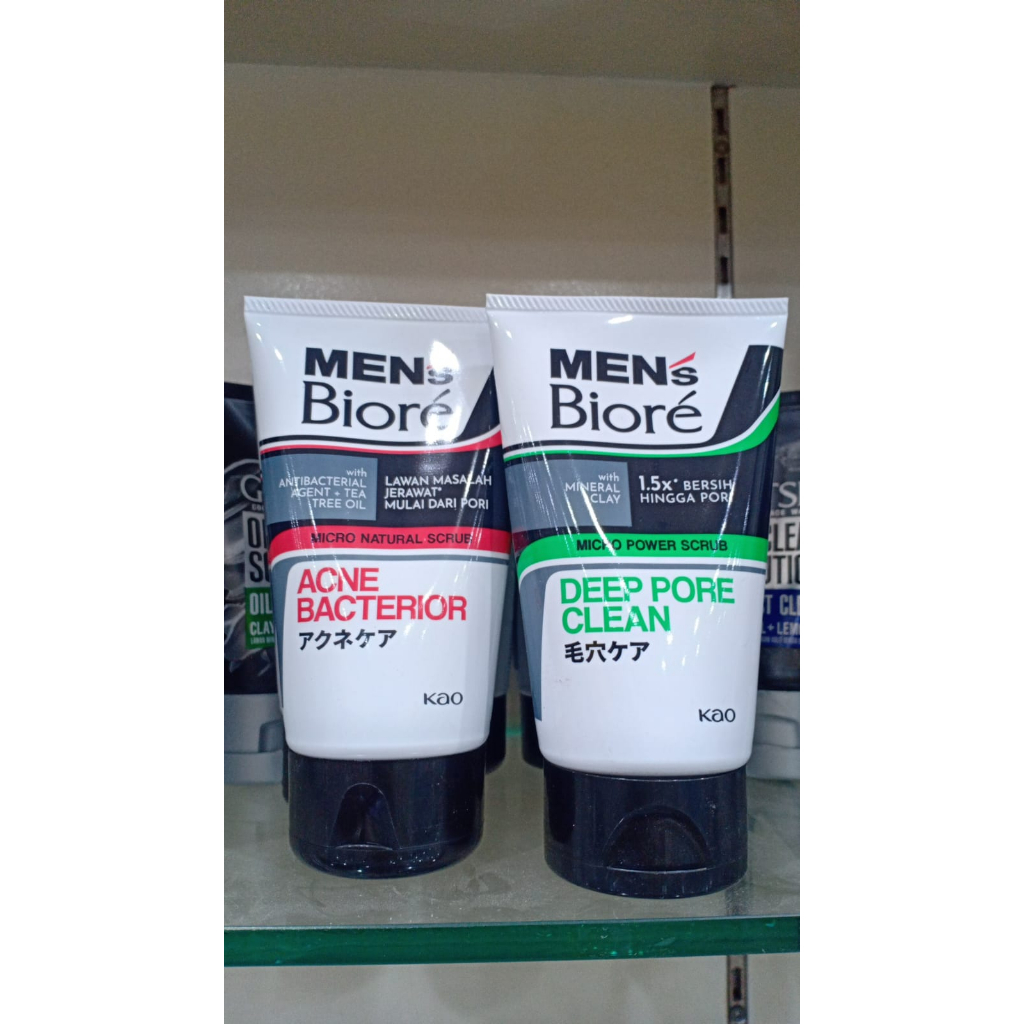 MEN's
Bioré
with
ANTIBACTERIAL
AGENT + TEA
TREE OIL
LAWAN MASALAH
JERAWAT*
MULAI DARI PORI
MICRO NATURAL SCRUB
ACNE
BACTERIOR
アクネケア
Kao
MEN's
Bioré
with
MINERAL
CLAY
1.5x* BERSIH
HINGGA PORI
MICRO POWER SCRUB
DEEP PORE
CLEAN
毛穴ケア
Kao
OIL
CLAY